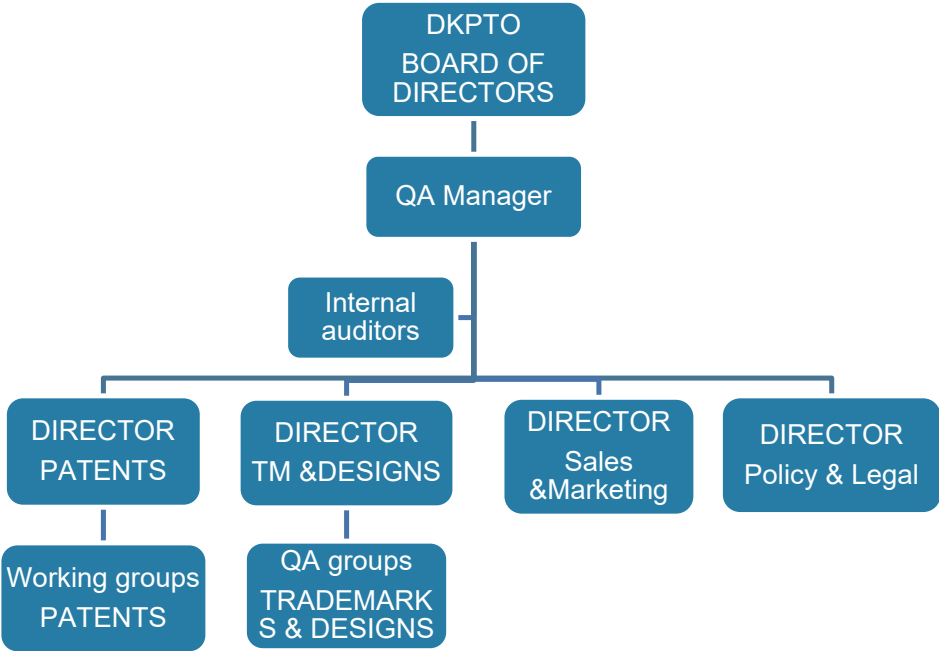 DKPTO
BOARD OF
DIRECTORS
QA Manager
Internal
auditors
DIRECTOR
PATENTS
DIRECTOR
TM &DESIGNS
DIRECTOR
Sales
&Marketing
DIRECTOR
Policy & Legal
Working groups
PATENTS
QA groups
TRADEMARK
S & DESIGNS